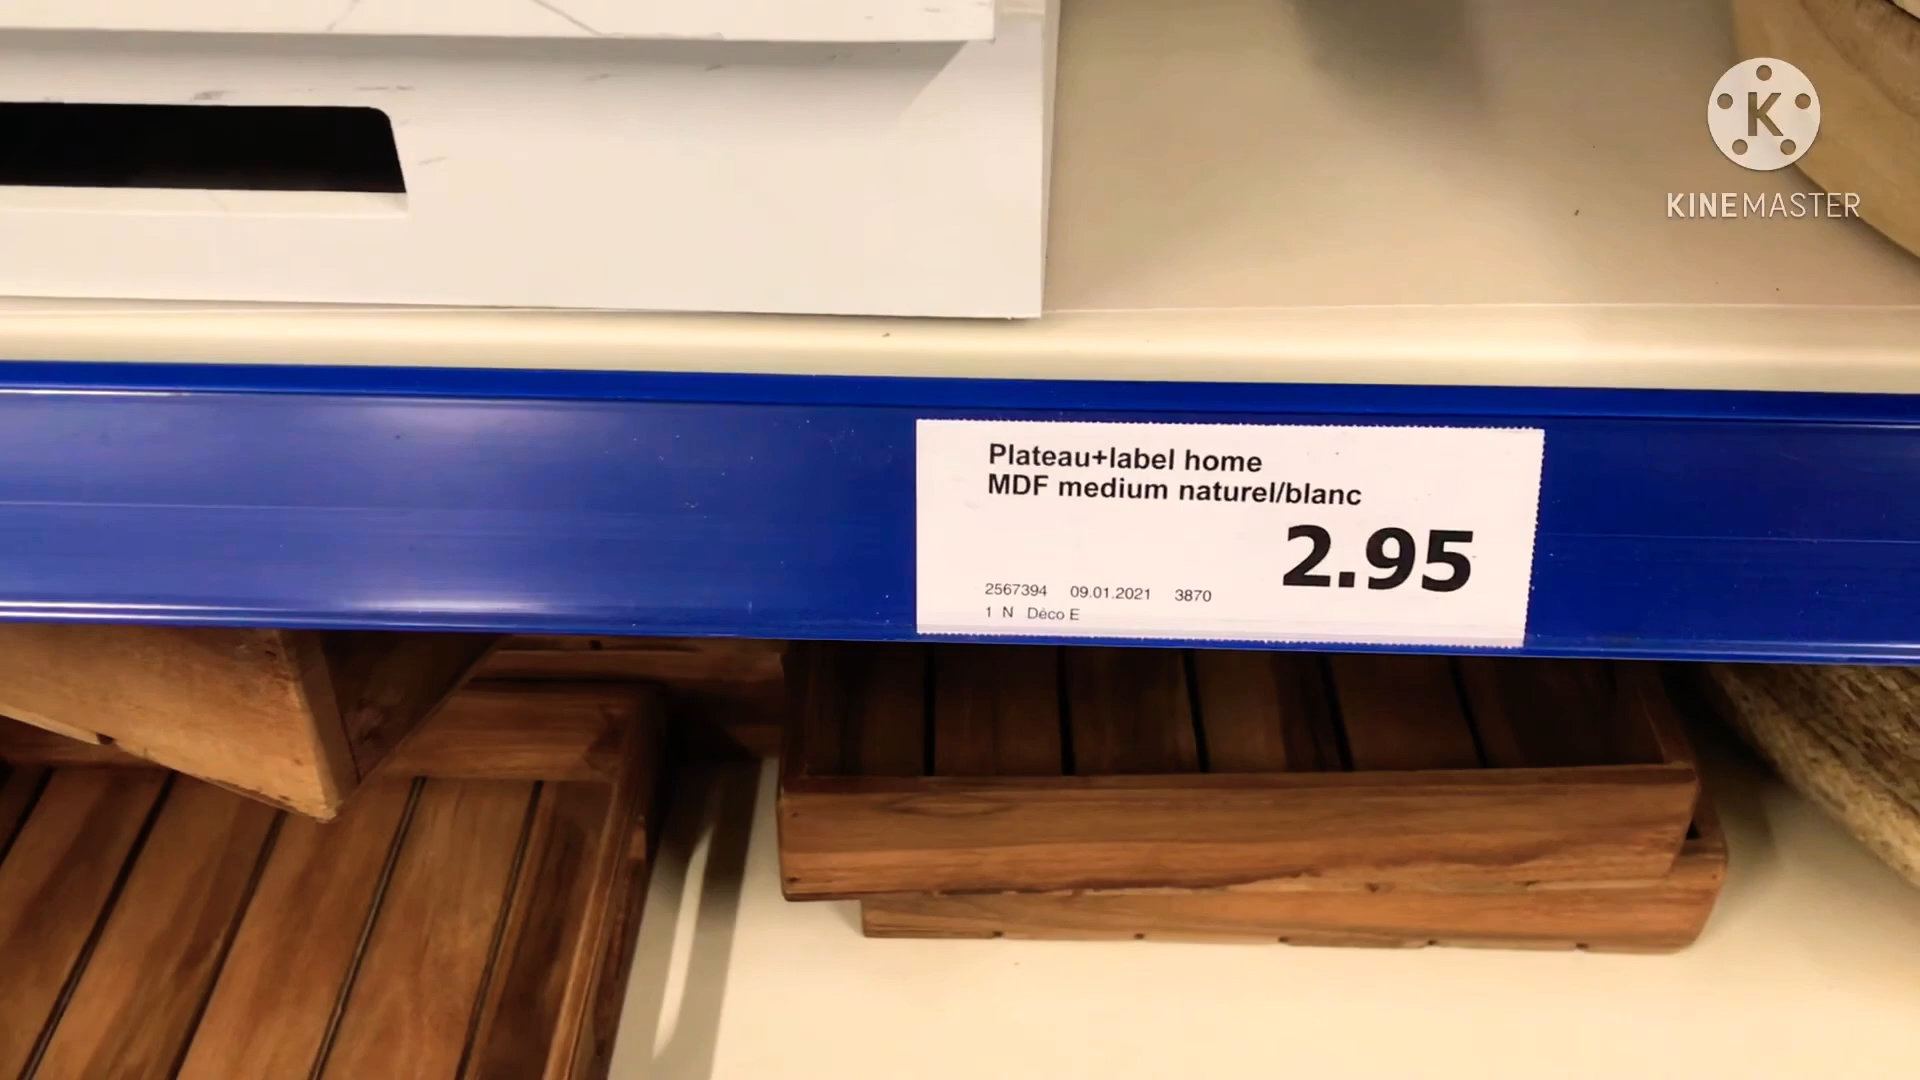 K
KINEMASTER
Plateau+label home
MDF medium naturel/blanc
2.95
2567394 09.01.2021 3870
1 N Déco E